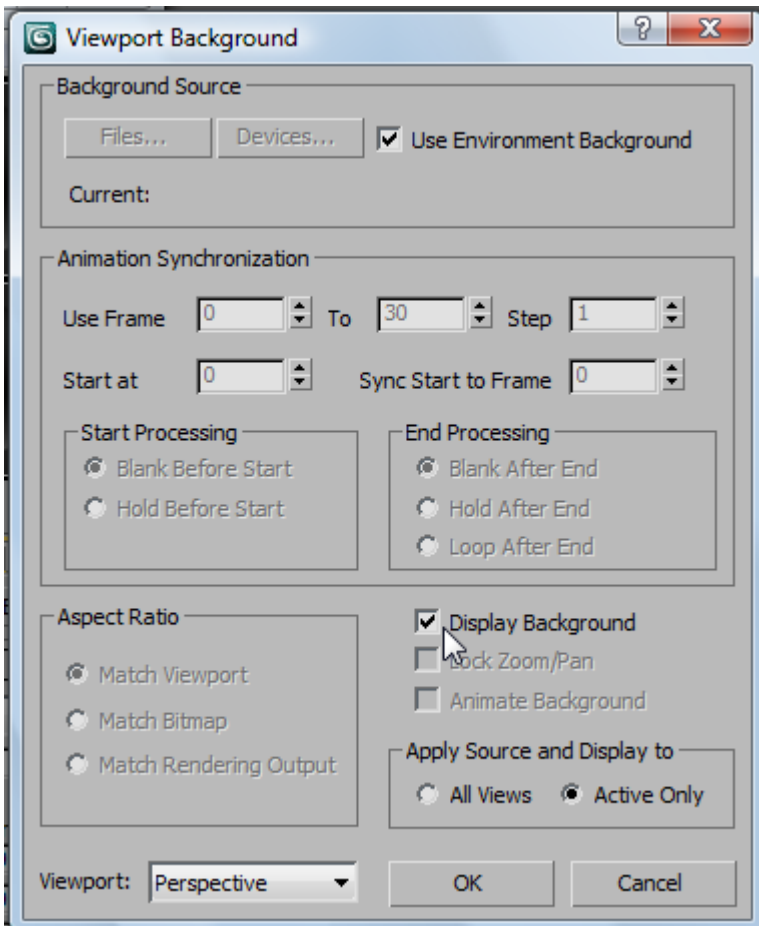 Viewport Background
Background Source
Files... Devices... Use Environment Background
Current:
Animation Synchronization
Use Frame 0 To 30 Step 1
Start at 0 Sync Start to Frame 0
Start Processing End Processing
Blank Before Start Blank After End
Hold Before Start Hold After End
Loop After End
Aspect Ratio Display Background
Match Viewport Lock Zoom/Pan
Match Bitmap Animate Background
Match Rendering Output Apply Source and Display to
All Views Active Only
Viewport: Perspective OK Cancel